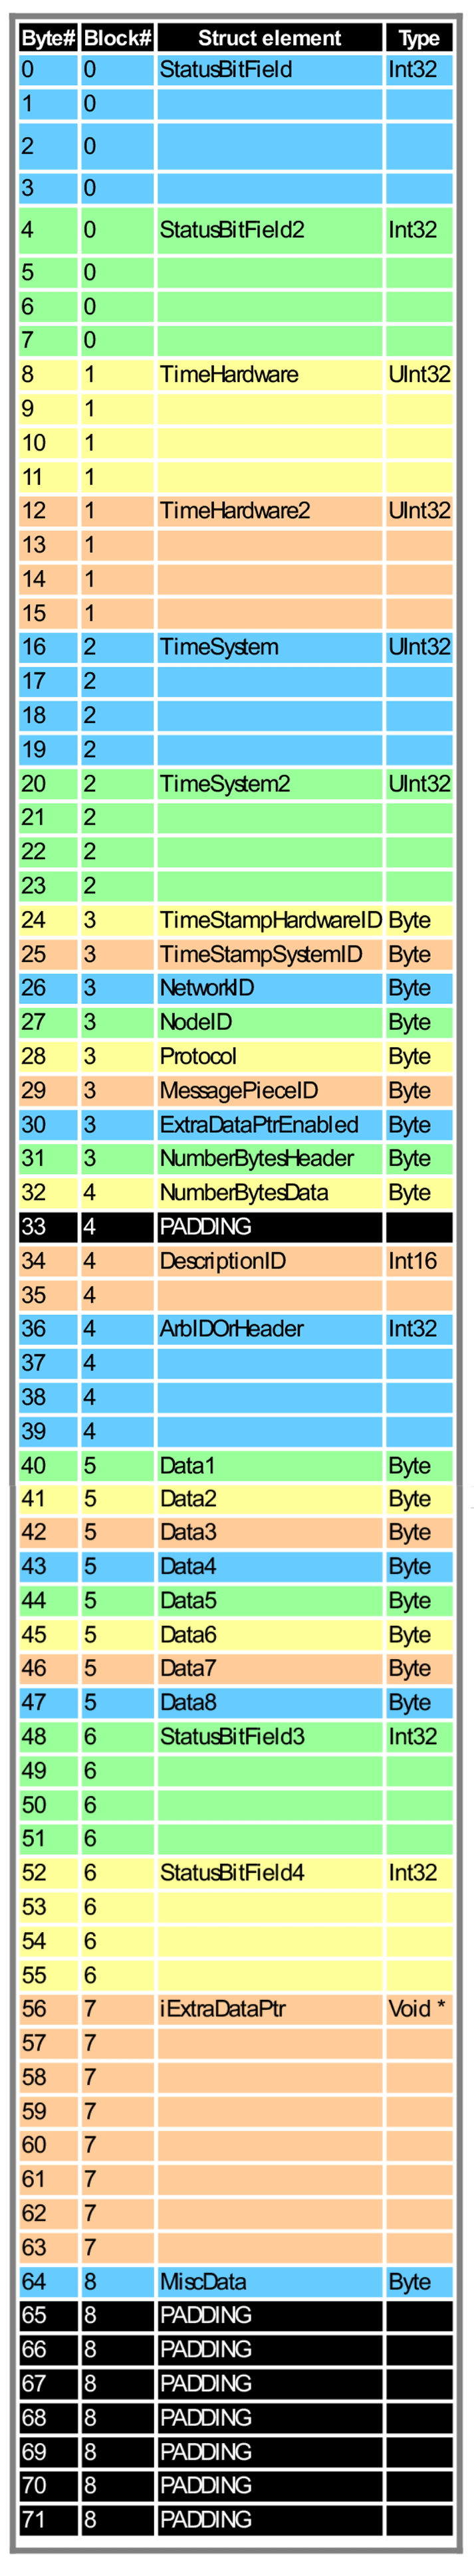 Byte# Block# Struct element Type
0 0 StatusBitField Int32
1 0
2 0
3 0
4 0 StatusBitField2 Int32
5 0
6 0
7 0
8 1 TimeHardware UInt32
9 1
10 1
11 1
12 1 TimeHardware2 UInt32
13 1
14 1
15 1
16 2 TimeSystem UInt32
17 2
18 2
19 2
20 2 TimeSystem2 UInt32
21 2
22 2
23 2
24 3 TimeStampHardwareID Byte
25 3 TimeStampSystemID Byte
26 3 NetworkID Byte
27 3 NodeID Byte
28 3 Protocol Byte
29 3 MessagePieceID Byte
30 3 ExtraDataPtrEnabled Byte
31 3 NumberBytesHeader Byte
32 4 NumberBytesData Byte
33 4 PADDING
34 4 DescriptionID Int16
35 4
36 4 ArbIDOrHeader Int32
37 4
38 4
39 4
40 5 Data1 Byte
41 5 Data2 Byte
42 5 Data3 Byte
43 5 Data4 Byte
44 5 Data5 Byte
45 5 Data6 Byte
46 5 Data7 Byte
47 5 Data8 Byte
48 6 StatusBitField3 Int32
49 6
50 6
51 6
52 6 StatusBitField4 Int32
53 6
54 6
55 6
56 7 iExtraDataPtr Void *
57 7
58 7
59 7
60 7
61 7
62 7
63 7
64 8 MiscData Byte
65 8 PADDING
66 8 PADDING
67 8 PADDING
68 8 PADDING
69 8 PADDING
70 8 PADDING
71 8 PADDING